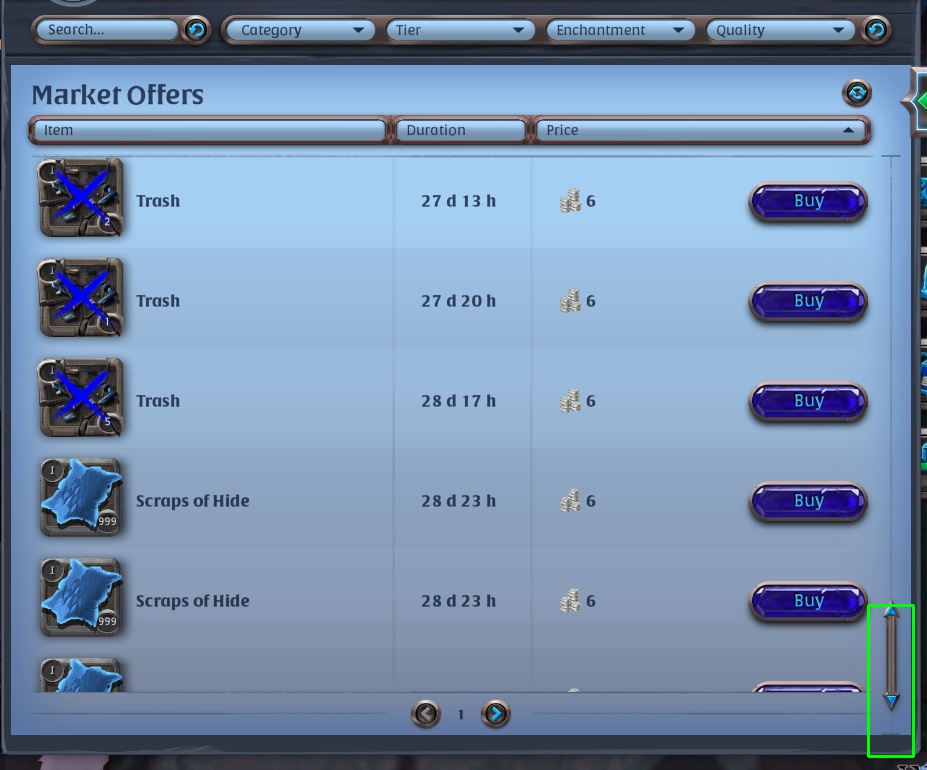 Search... Category Tier Enchantment Quality
Market Offers
Item Duration Price
I 2 Trash 27 d 13 h 6 Buy
I 1 Trash 27 d 20 h 6 Buy
I 5 Trash 28 d 17 h 6 Buy
I 999 Scraps of Hide 28 d 23 h 6 Buy
I 999 Scraps of Hide 28 d 23 h 6 Buy
I
1